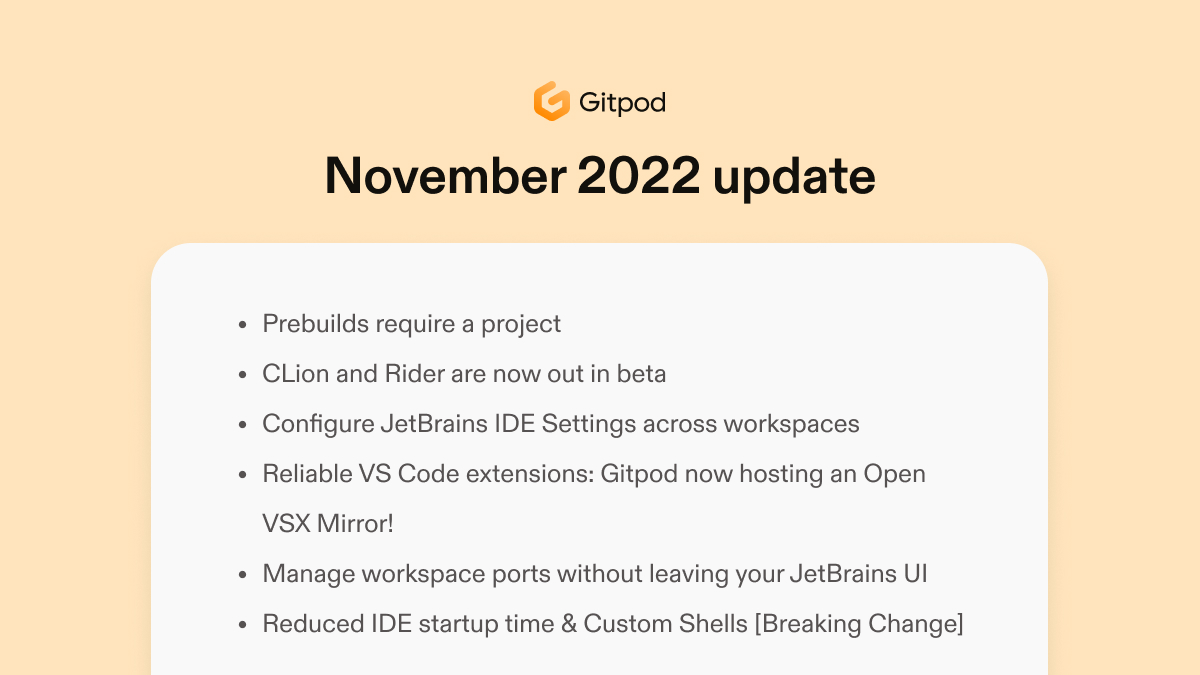 Gitpod
November 2022 update
• Prebuilds require a project
• CLion and Rider are now out in beta
• Configure JetBrains IDE Settings across workspaces
• Reliable VS Code extensions: Gitpod now hosting an Open
VSX Mirror!
• Manage workspace ports without leaving your JetBrains UI
• Reduced IDE startup time & Custom Shells [Breaking Change]